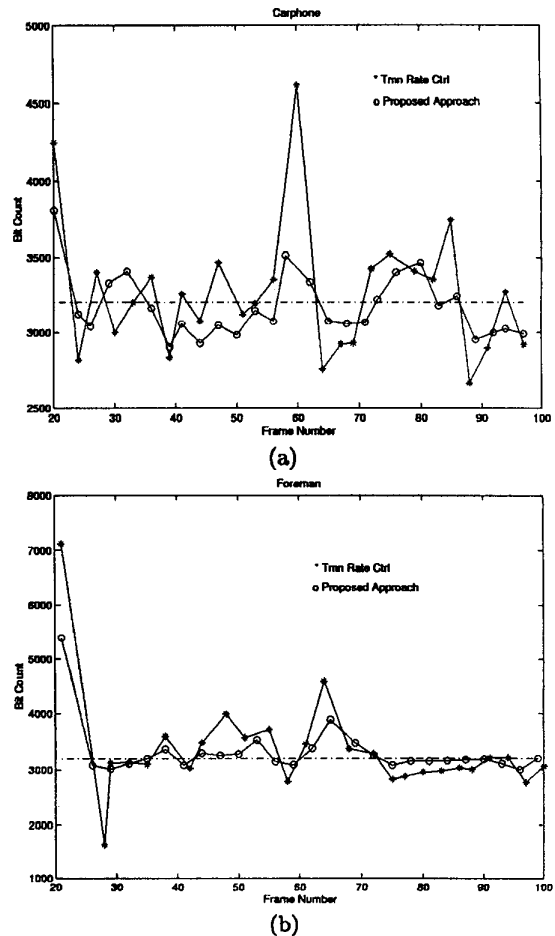 Carphone
5000
4500
4000
3500
3000
2500
Bit Count
* Tmn Rate Ctrl
o Proposed Approach
20 30 40 50 60 70 80 90 100
Frame Number
(a)
Foreman
8000
7000
6000
5000
4000
3000
2000
1000
Bit Count
* Tmn Rate Ctrl
o Proposed Approach
20 30 40 50 60 70 80 90 100
Frame Number
(b)